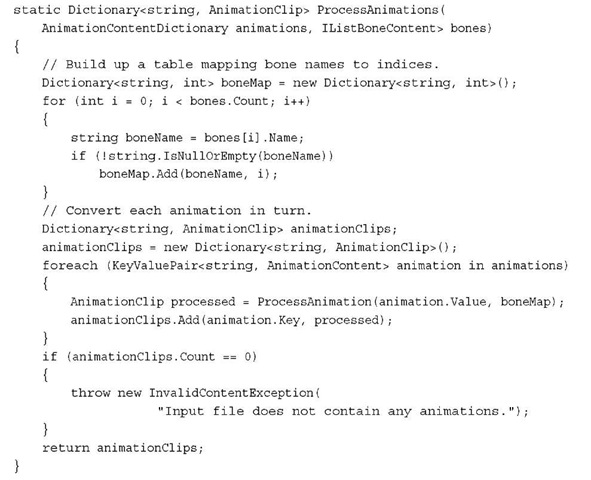 static Dictionary<string, AnimationClip> ProcessAnimations(
AnimationContentDictionary animations, IListBoneContent> bones)
{
// Build up a table mapping bone names to indices.
Dictionary<string, int> boneMap = new Dictionary<string, int>();
for (int i = 0; i < bones.Count; i++)
{
string boneName = bones[i].Name;
if (!string.IsNullOrEmpty(boneName))
boneMap.Add(boneName, i);
}
// Convert each animation in turn.
Dictionary<string, AnimationClip> animationClips;
animationClips = new Dictionary<string, AnimationClip>();
foreach (KeyValuePair<string, AnimationContent> animation in animations)
{
AnimationClip processed = ProcessAnimation(animation.Value, boneMap);
animationClips.Add(animation.Key, processed);
}
if (animationClips.Count == 0)
{
throw new InvalidContentException(
"Input file does not contain any animations.");
}
return animationClips;
}